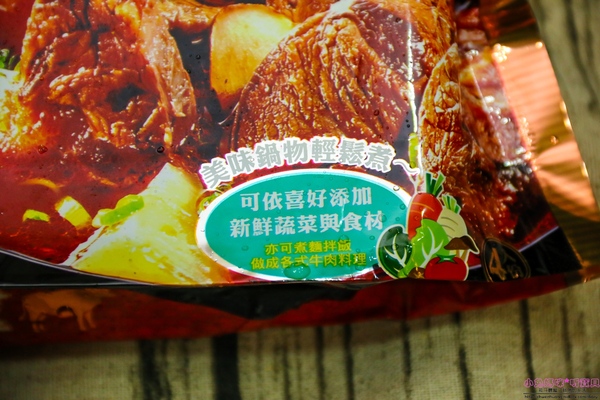 美味鍋物輕鬆煮～
可依喜好添加
新鮮蔬菜與食材
亦可煮麵拌飯
做成各式牛肉料理